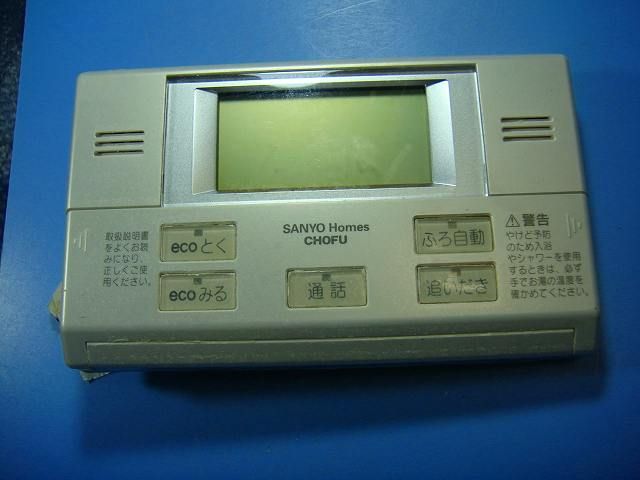 取扱説明書
をよくお読
みになり、
正しくご使
用ください。
ecoとく
ecoみる
SANYO Homes
CHOFU
通話
ふろ自動
追いだき
⚠警告
やけど予防
のため入浴
やシャワーを使用
するときは、必ず
手でお湯の温度を
確かめてください。